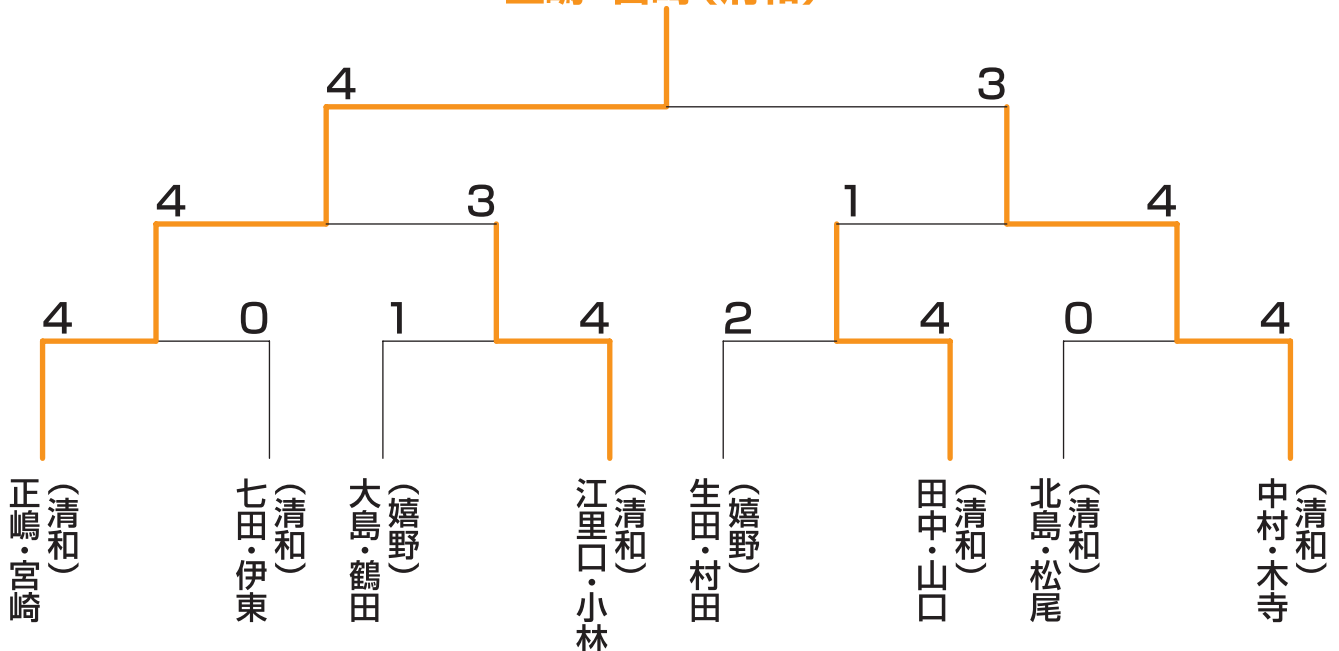 4 3
4 3 1 4
4 0 1 4 2 4 0 4
正嶋・宮崎
（清和）
七田・伊東
（清和）
大島・鶴田
（嬉野）
江里口・小林
（清和）
生田・村田
（嬉野）
田中・山口
（清和）
北島・松尾
（清和）
中村・木寺
（清和）